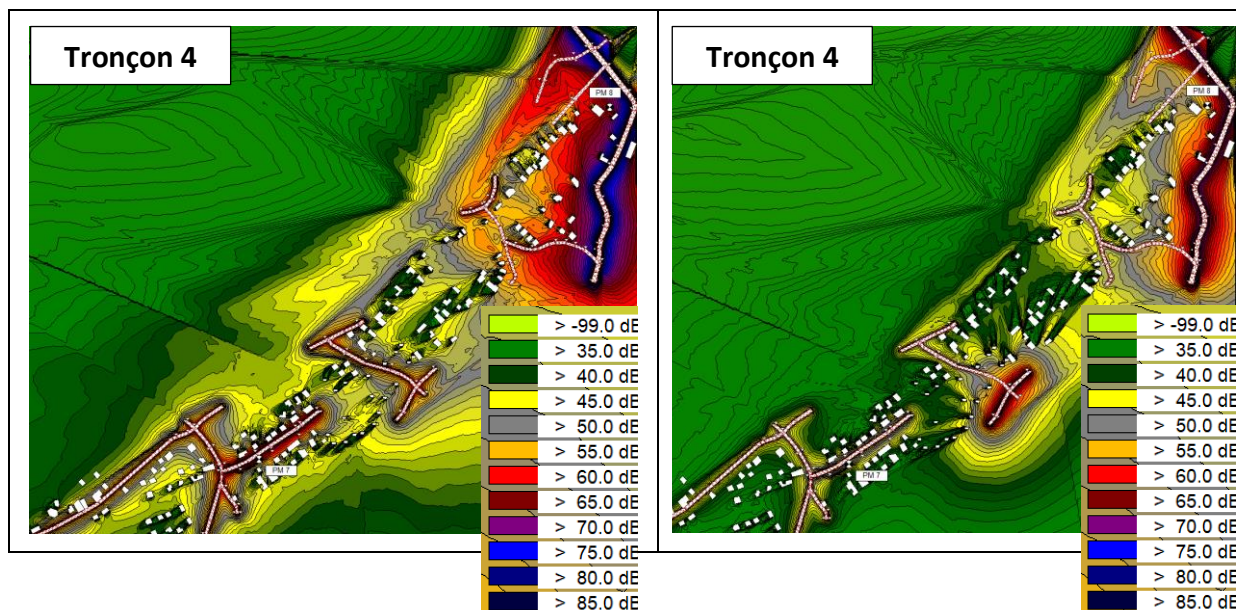 Tronçon 4
PM 8
PM 7
> -99.0 dE
> 35.0 dE
> 40.0 dE
> 45.0 dE
> 50.0 dE
> 55.0 dE
> 60.0 dE
> 65.0 dE
> 70.0 dE
> 75.0 dE
> 80.0 dE
> 85.0 dE
Tronçon 4
PM 8
PM 7
> -99.0 dE
> 35.0 dE
> 40.0 dE
> 45.0 dE
> 50.0 dE
> 55.0 dE
> 60.0 dE
> 65.0 dE
> 70.0 dE
> 75.0 dE
> 80.0 dE
> 85.0 dE